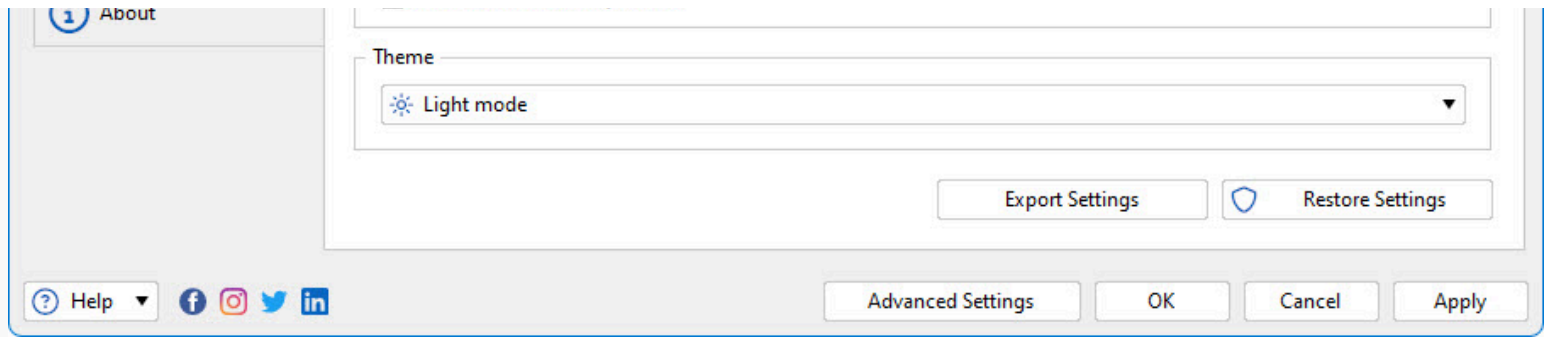 About
Theme
Light mode
Export Settings
Restore Settings
Help
Advanced Settings
OK
Cancel
Apply